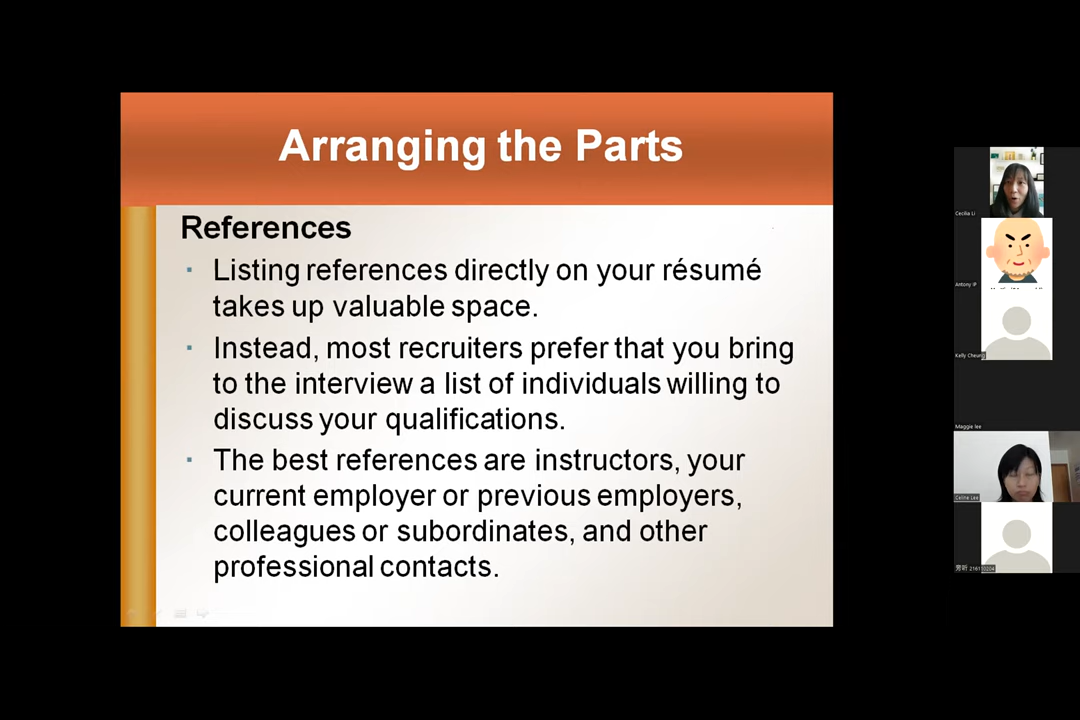 Arranging the Parts
References
▪ Listing references directly on your résumé
takes up valuable space.
▪ Instead, most recruiters prefer that you bring
to the interview a list of individuals willing to
discuss your qualifications.
▪ The best references are instructors, your
current employer or previous employers,
colleagues or subordinates, and other
professional contacts.
Cecilia Li
Antony IP
Kelly Cheung
Maggie lee
Celine Lee